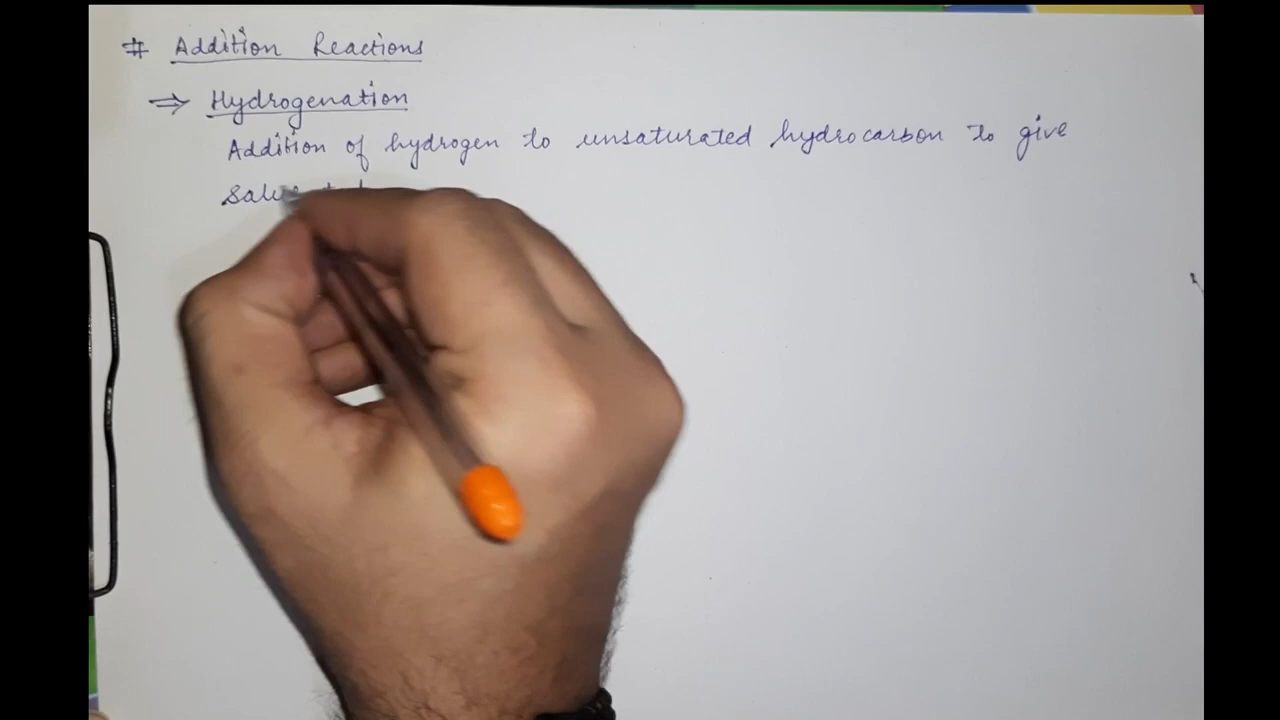 # Addition Reactions
⇒ Hydrogenation
Addition of hydrogen to unsaturated hydrocarbon to give